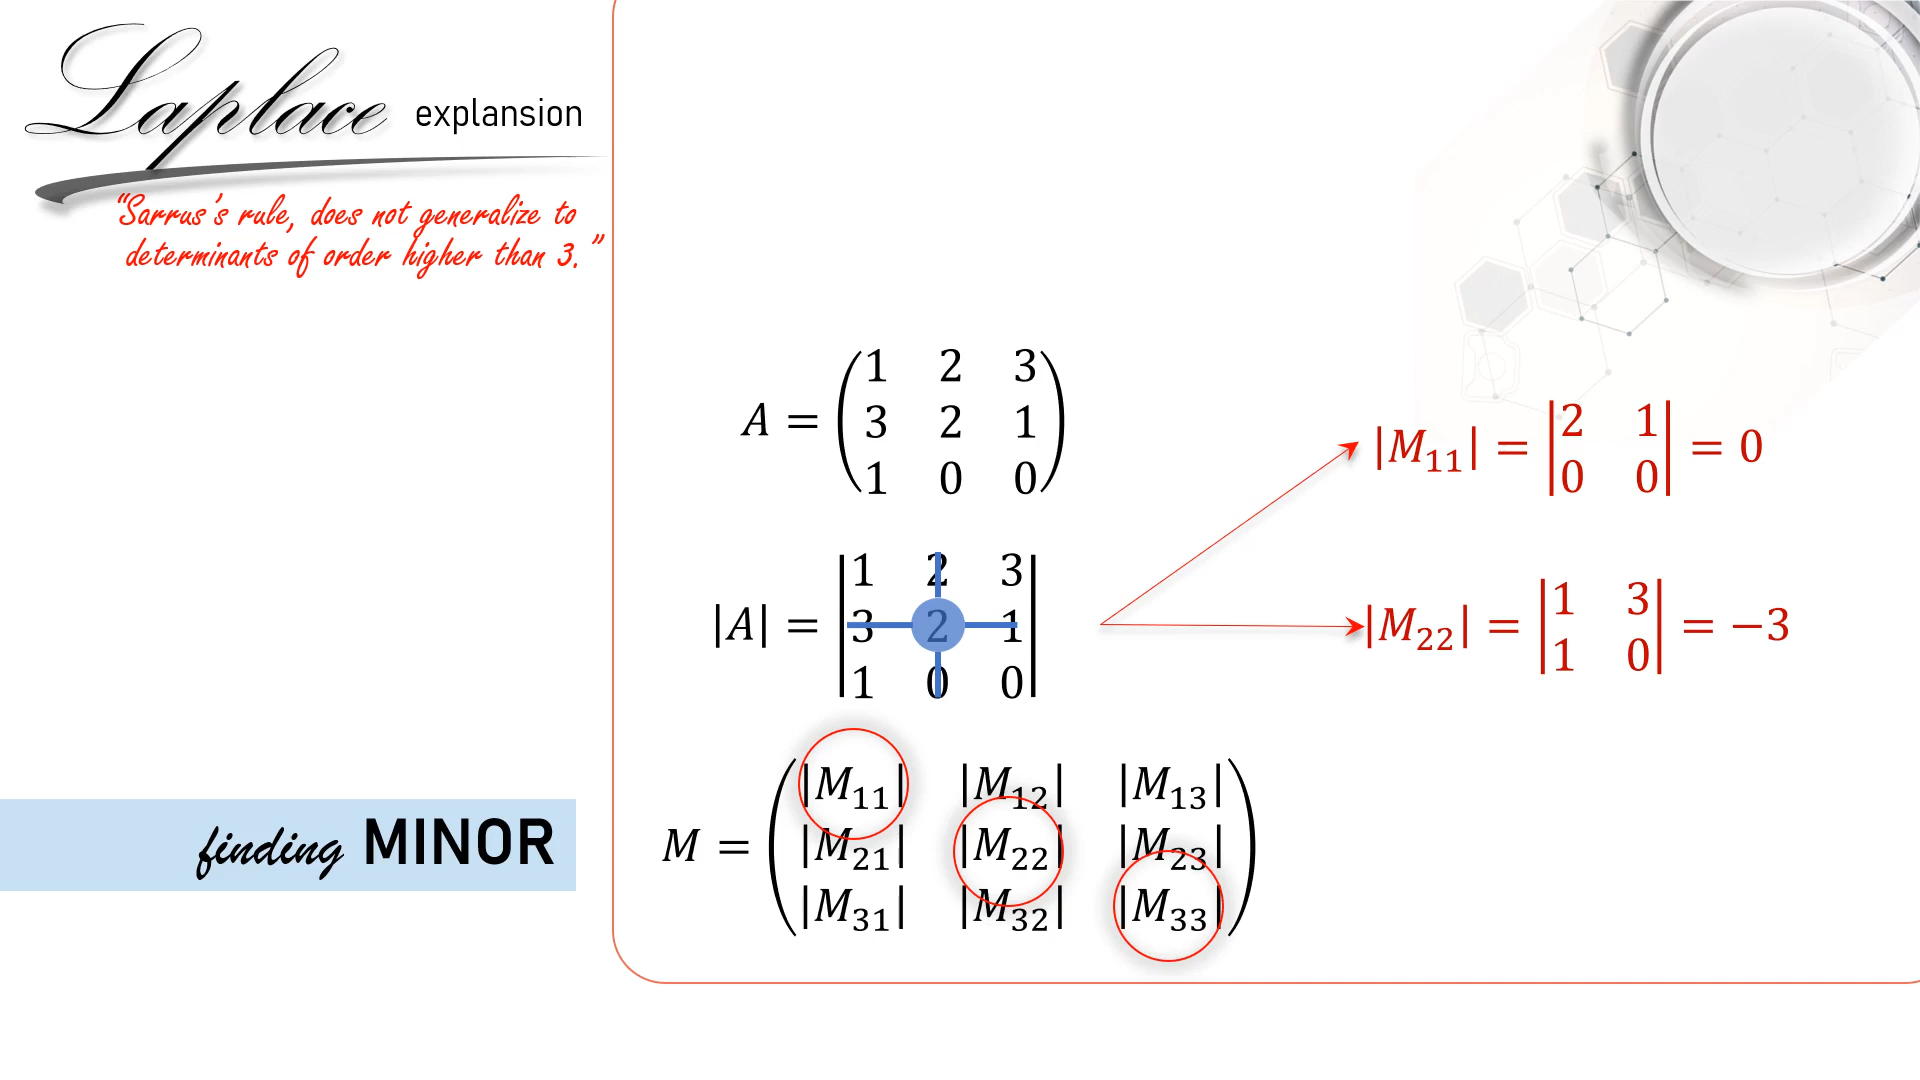 Laplace explansion
“Sarrus’s rule, does not generalize to
determinants of order higher than 3.”
A = (1 2 3
3 2 1
1 0 0)
|A| = |1 2 3
3 2 1
1 0 0|
|M₁₁| = |2 1
0 0| = 0
|M₂₂| = |1 3
1 0| = −3
finding MINOR
M = (|M₁₁| |M₁₂| |M₁₃|
|M₂₁| |M₂₂| |M₂₃|
|M₃₁| |M₃₂| |M₃₃|)